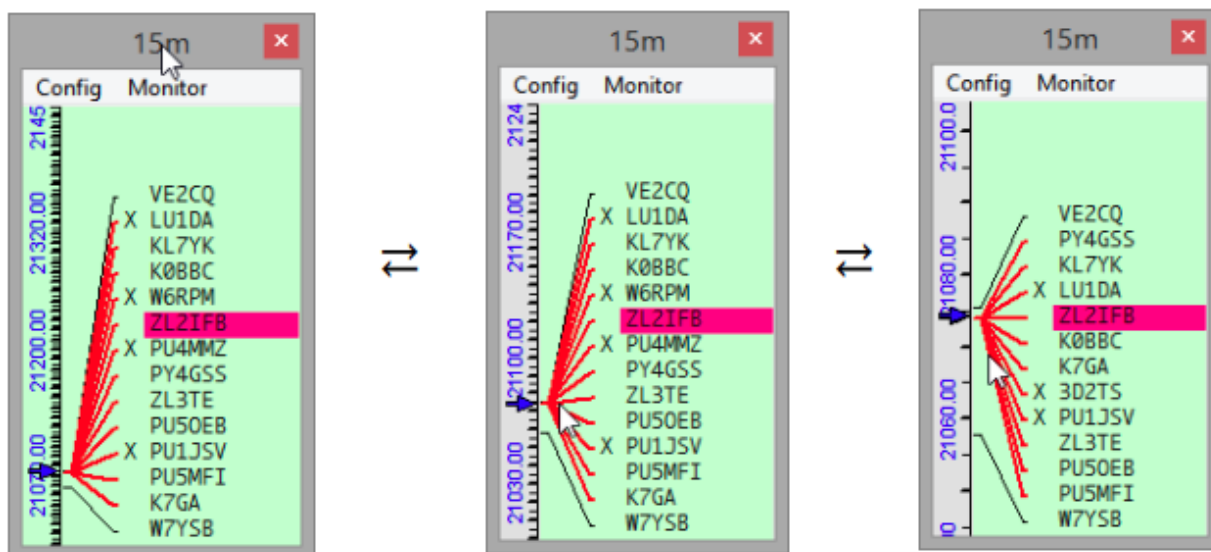 15m
Config Monitor
2145
21320.00
21200.00
21070.00
VE2CQ
X LU1DA
KL7YK
K0BBC
X W6RPM
ZL2IFB
X PU4MMZ
PY4GSS
ZL3TE
PU5OEB
X PU1JSV
PU5MFI
K7GA
W7YSB
15m
Config Monitor
2124
21170.00
21100.00
21030.00
VE2CQ
X LU1DA
KL7YK
K0BBC
X W6RPM
ZL2IFB
X PU4MMZ
PY4GSS
ZL3TE
PU5OEB
X PU1JSV
PU5MFI
K7GA
W7YSB
15m
Config Monitor
21100.0
21080.00
21060.00
VE2CQ
PY4GSS
KL7YK
X LU1DA
ZL2IFB
K0BBC
K7GA
X 3D2TS
X PU1JSV
ZL3TE
PU5OEB
PU5MFI
W7YSB